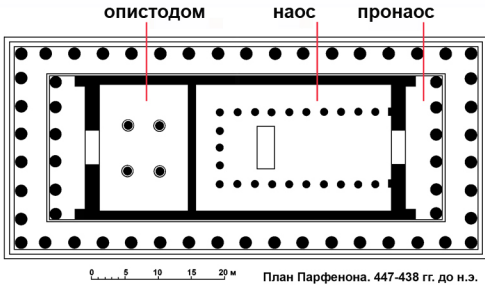 опистодом наос пронаос
0 5 10 15 20 м
План Парфенона. 447-438 гг. до н.э.